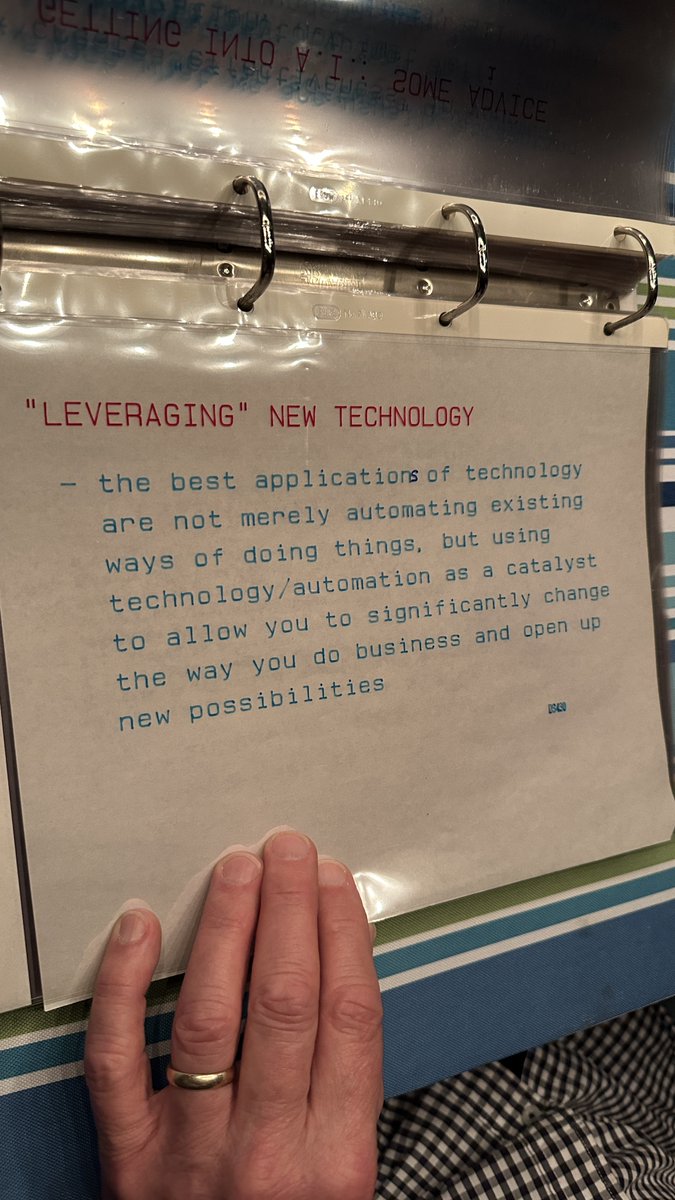 GETTING INTO A.I.: SOME ADVICE
"LEVERAGING" NEW TECHNOLOGY
— the best applications of technology
are not merely automating existing
ways of doing things, but using
technology/automation as a catalyst
to allow you to significantly change
the way you do business and open up
new possibilities
DS430